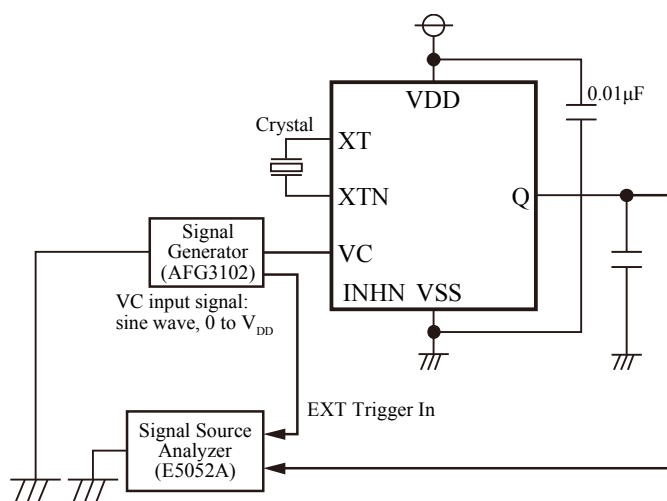 VDD
0.01μF
Crystal
XT
XTN
Q
Signal
Generator
(AFG3102)
VC
INHN VSS
VC input signal:
sine wave, 0 to VDD
EXT Trigger In
Signal Source
Analyzer
(E5052A)